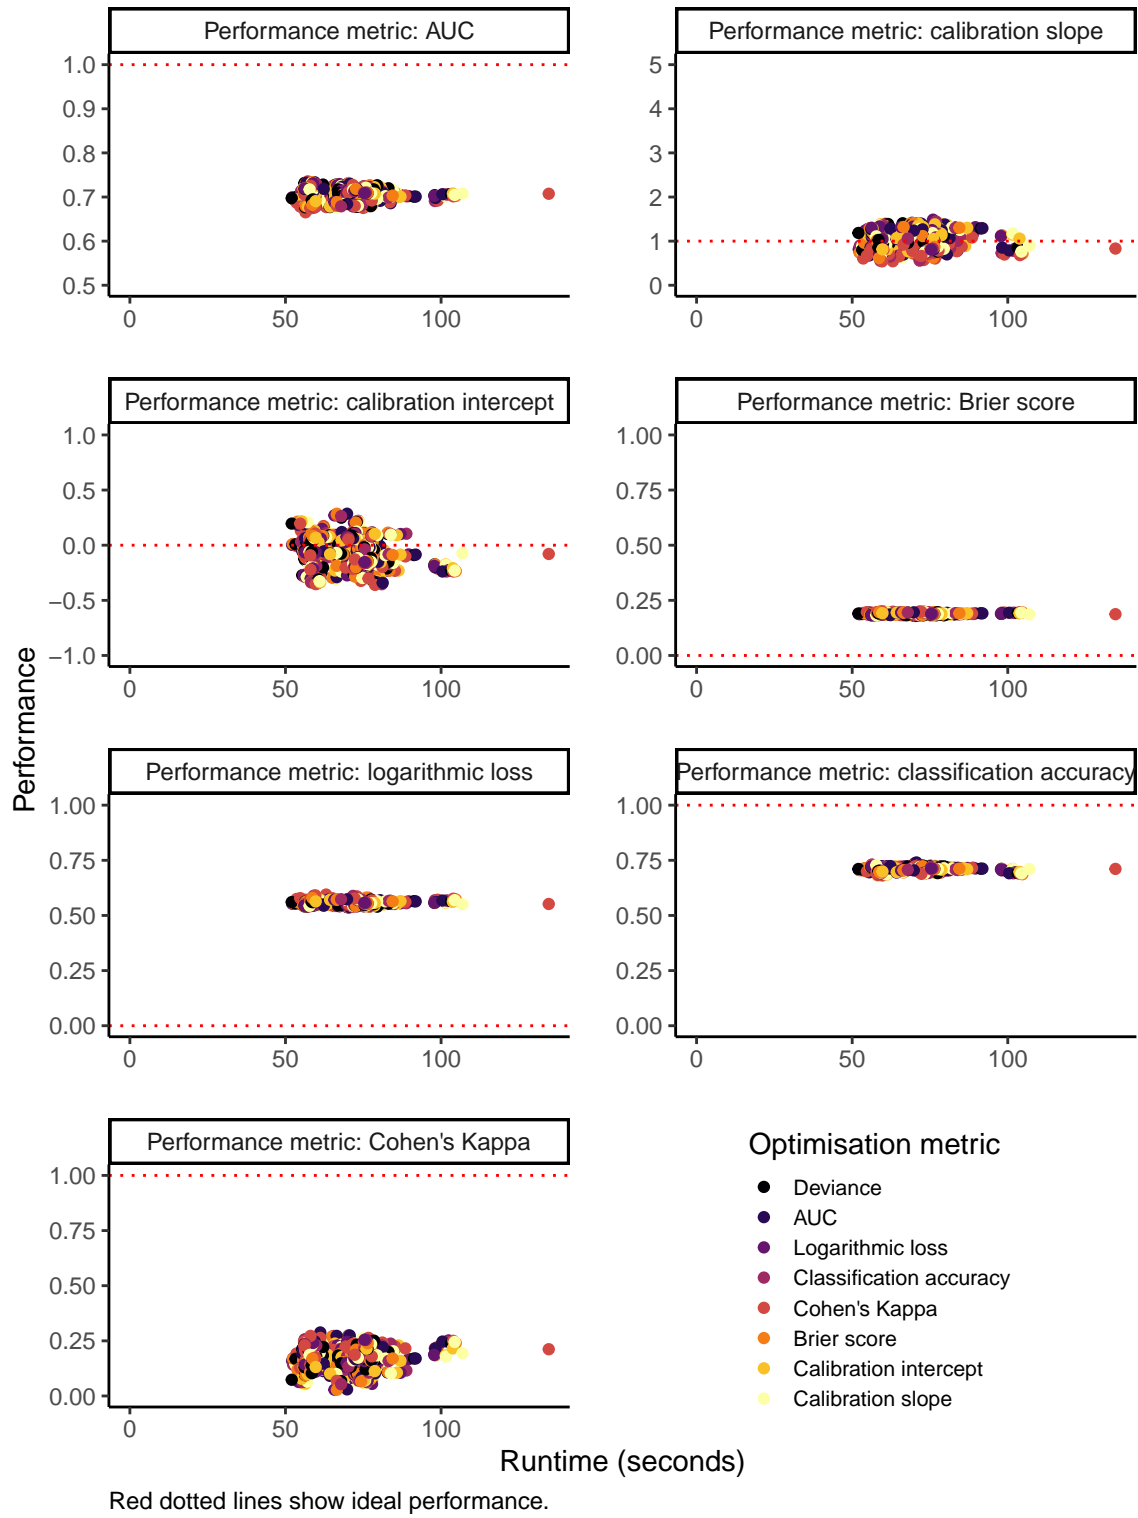 Performance metric: AUC
1.0
0.9
0.8
0.7
0.6
0.5
0 50 100
Performance metric: calibration slope
5
4
3
2
1
0
0 50 100
Performance metric: calibration intercept
1.0
0.5
0.0
−0.5
−1.0
0 50 100
Performance metric: Brier score
1.00
0.75
0.50
0.25
0.00
0 50 100
Performance
Performance metric: logarithmic loss
1.00
0.75
0.50
0.25
0.00
0 50 100
Performance metric: classification accuracy
1.00
0.75
0.50
0.25
0.00
0 50 100
Performance metric: Cohen's Kappa
1.00
0.75
0.50
0.25
0.00
0 50 100
Optimisation metric
Deviance
AUC
Logarithmic loss
Classification accuracy
Cohen's Kappa
Brier score
Calibration intercept
Calibration slope
Runtime (seconds)
Red dotted lines show ideal performance.